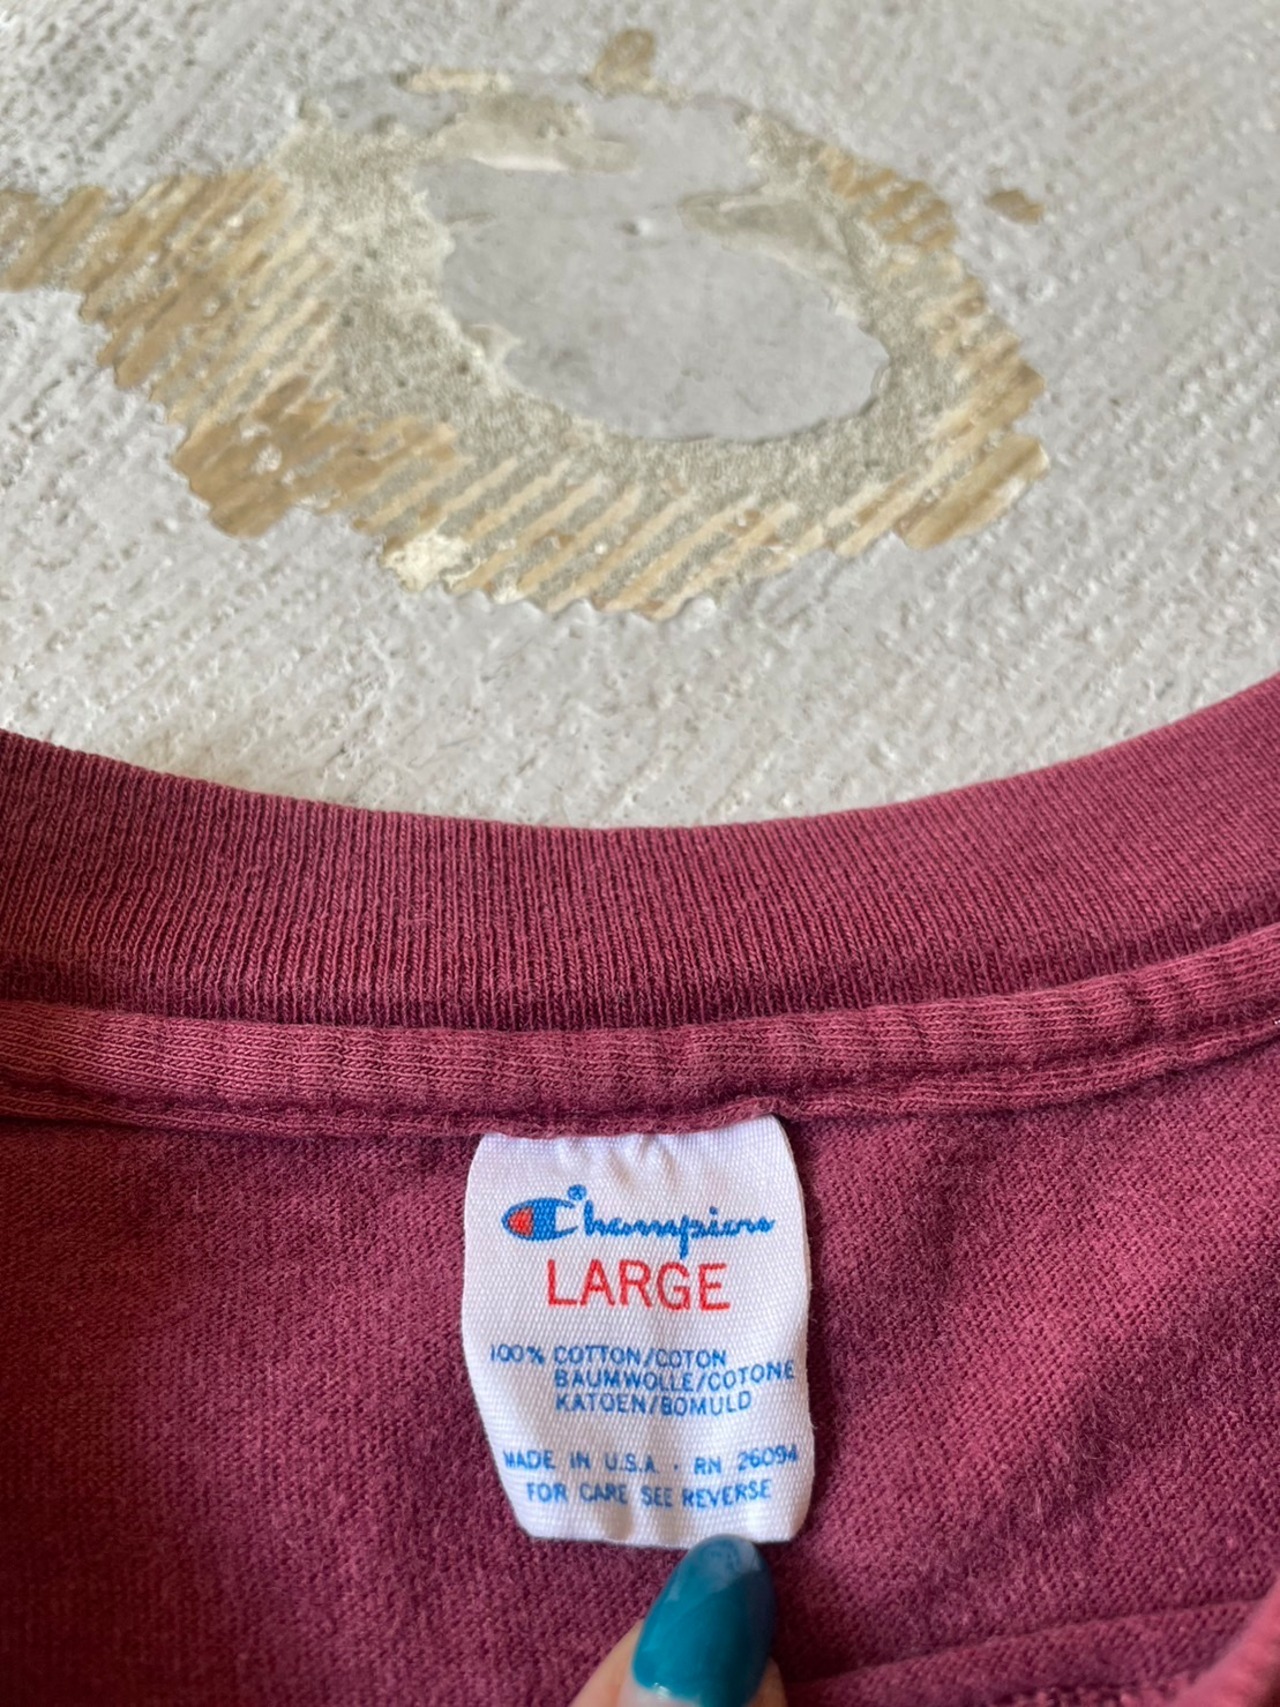 Champion
LARGE
100% COTTON/COTON
BAUMWOLLE/COTONE
KATOEN/BOMULD
MADE IN U.S.A. · RN 26094
FOR CARE SEE REVERSE